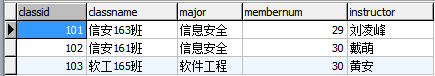 classid classname major membernum instructor
101 信安163班 信息安全 29 刘凌峰
102 信安161班 信息安全 30 戴萌
103 软工165班 软件工程 30 黄安